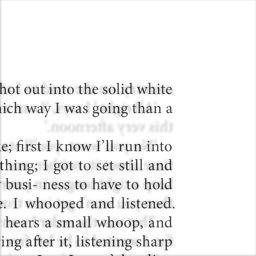 hot out into the solid white
which way I was going than a
e; first I know I'll run into
thing; I got to set still and
busi- ness to have to hold
e. I whooped and listened.
hears a small whoop, and
ing after it, listening sharp